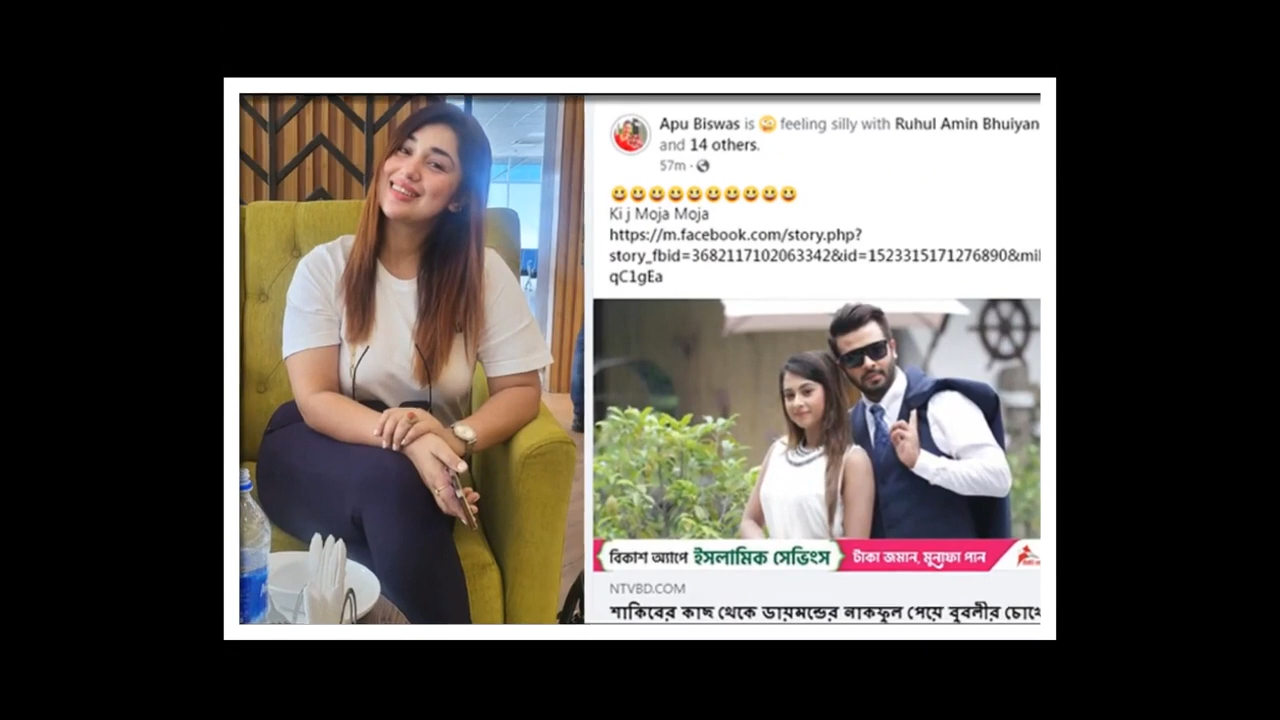 Apu Biswas is 🤪 feeling silly with Ruhul Amin Bhuiyan
and 14 others.
57m ·
😀😀😀😀😀😀😀😀😀😀
Ki j Moja Moja
https://m.facebook.com/story.php?
story_fbid=3682117102063342&id=1523315171276890&mi
qC1gEa
বিকাশ অ্যাপে ইসলামিক সেভিংস টাকা জমান, মুনাফা পান
NTVBD.COM
শাকিবের কাছ থেকে ডায়মন্ডের নাকফুল পেয়ে বুবলীর চোখে